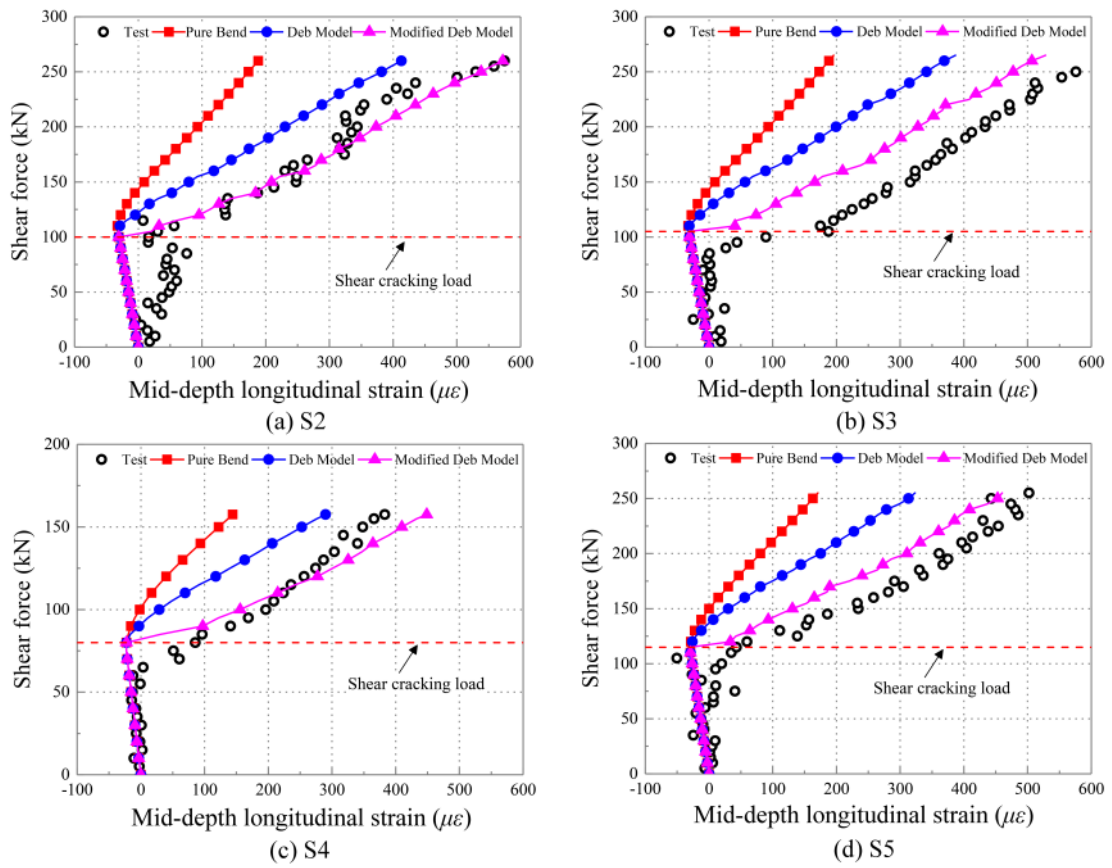 Test Pure Bend Deb Model Modified Deb Model
300
250
200
150
100
50
0
Shear force (kN)
Shear cracking load
-100 0 100 200 300 400 500 600
Mid-depth longitudinal strain (με)
(a) S2
Test Pure Bend Deb Model Modified Deb Model
300
250
200
150
100
50
0
Shear force (kN)
Shear cracking load
-100 0 100 200 300 400 500 600
Mid-depth longitudinal strain (με)
(b) S3
Test Pure Bend Deb Model Modified Deb Model
200
150
100
50
0
Shear force (kN)
Shear cracking load
-100 0 100 200 300 400 500 600
Mid-depth longitudinal strain (με)
(c) S4
Test Pure Bend Deb Model Modified Deb Model
300
250
200
150
100
50
0
Shear force (kN)
Shear cracking load
-100 0 100 200 300 400 500 600
Mid-depth longitudinal strain (με)
(d) S5